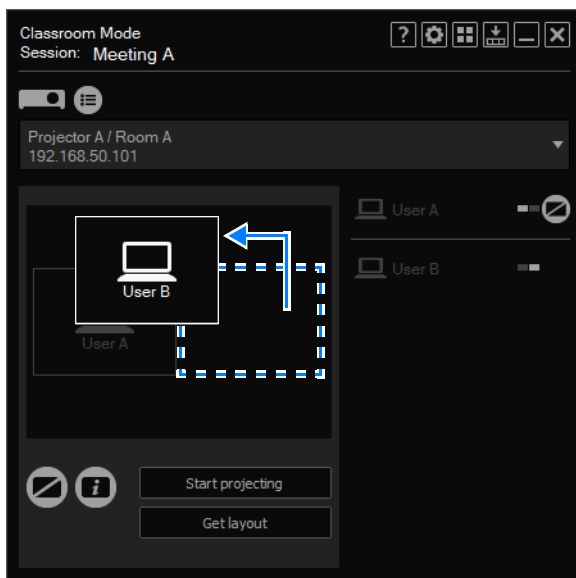 Classroom Mode
Session: Meeting A
?
Projector A / Room A
192.168.50.101
User A
User B
User B
User A
i
Start projecting
Get layout